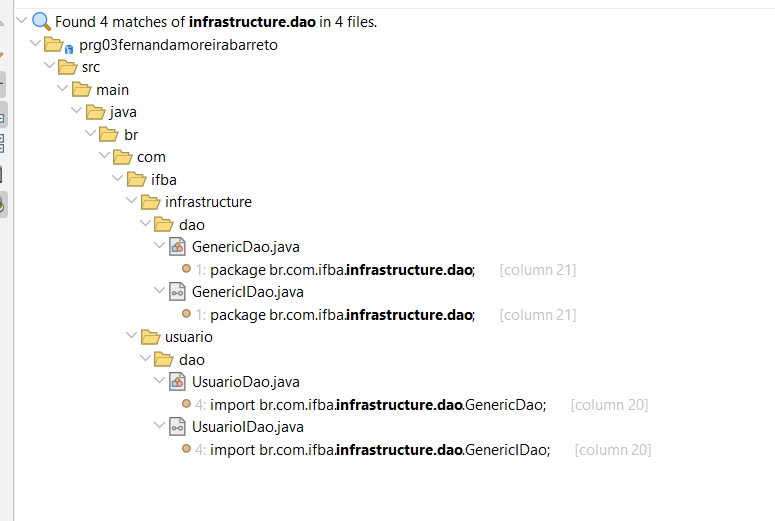 Found 4 matches of infrastructure.dao in 4 files.
prg03fernandamoreirabarreto
src
main
java
br
com
ifba
infrastructure
dao
GenericDao.java
1: package br.com.ifba.infrastructure.dao; [column 21]
GenericIDao.java
1: package br.com.ifba.infrastructure.dao; [column 21]
usuario
dao
UsuarioDao.java
4: import br.com.ifba.infrastructure.dao.GenericDao; [column 20]
UsuarioIDao.java
4: import br.com.ifba.infrastructure.dao.GenericIDao; [column 20]